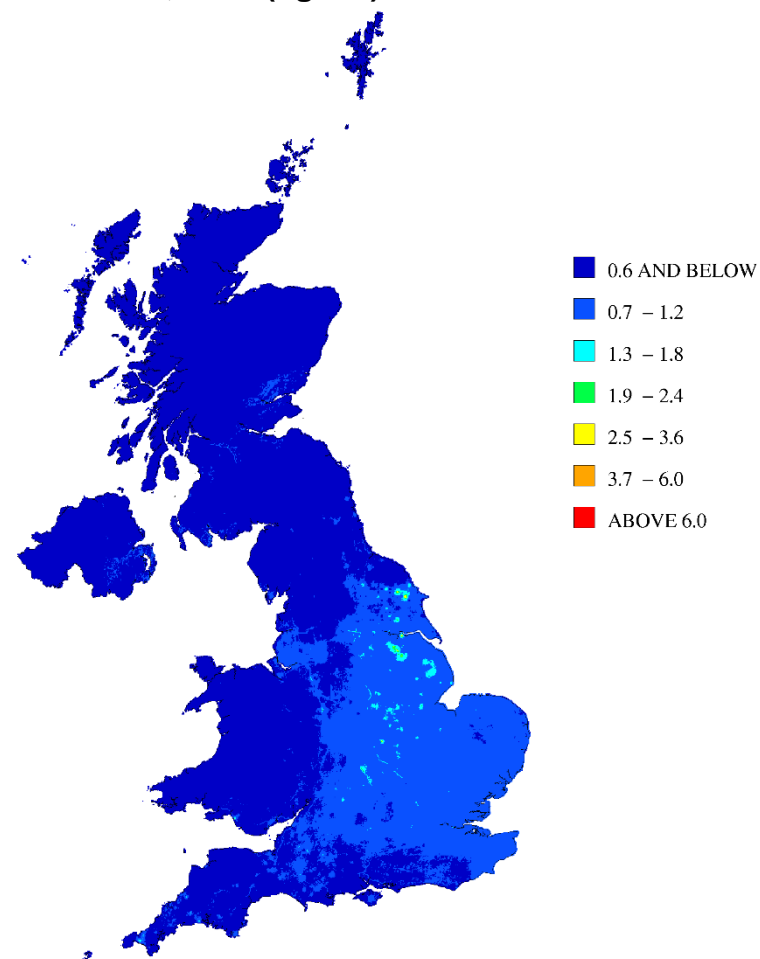 0.6 AND BELOW
0.7 – 1.2
1.3 – 1.8
1.9 – 2.4
2.5 – 3.6
3.7 – 6.0
ABOVE 6.0